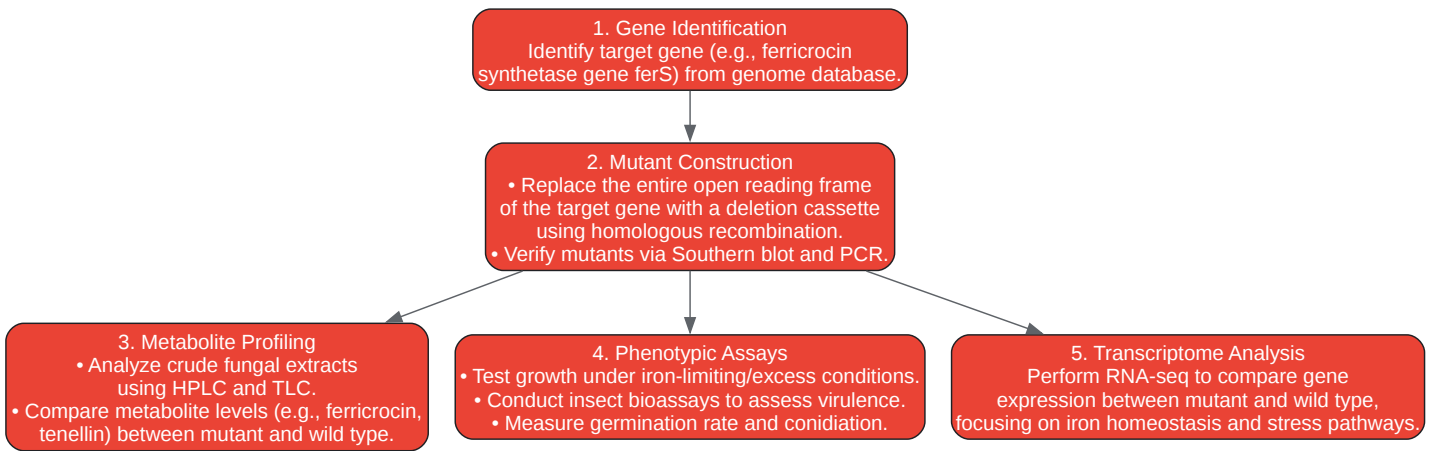 1. Gene Identification
Identify target gene (e.g., ferricrocin
synthetase gene ferS) from genome database.
2. Mutant Construction
• Replace the entire open reading frame
of the target gene with a deletion cassette
using homologous recombination.
• Verify mutants via Southern blot and PCR.
3. Metabolite Profiling
• Analyze crude fungal extracts
using HPLC and TLC.
• Compare metabolite levels (e.g., ferricrocin,
tenellin) between mutant and wild type.
4. Phenotypic Assays
• Test growth under iron-limiting/excess conditions.
• Conduct insect bioassays to assess virulence.
• Measure germination rate and conidiation.
5. Transcriptome Analysis
Perform RNA-seq to compare gene
expression between mutant and wild type,
focusing on iron homeostasis and stress pathways.